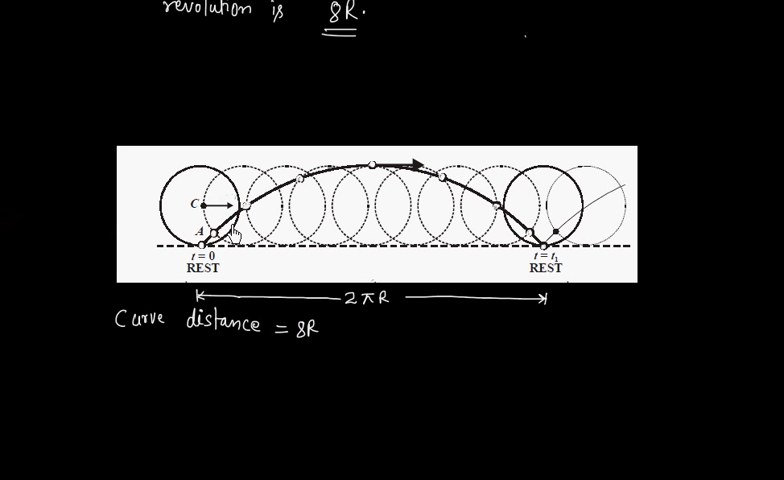 revolution is 8R.
C
A
t = 0 t = t₁
REST REST
2πR
Curve distance = 8R